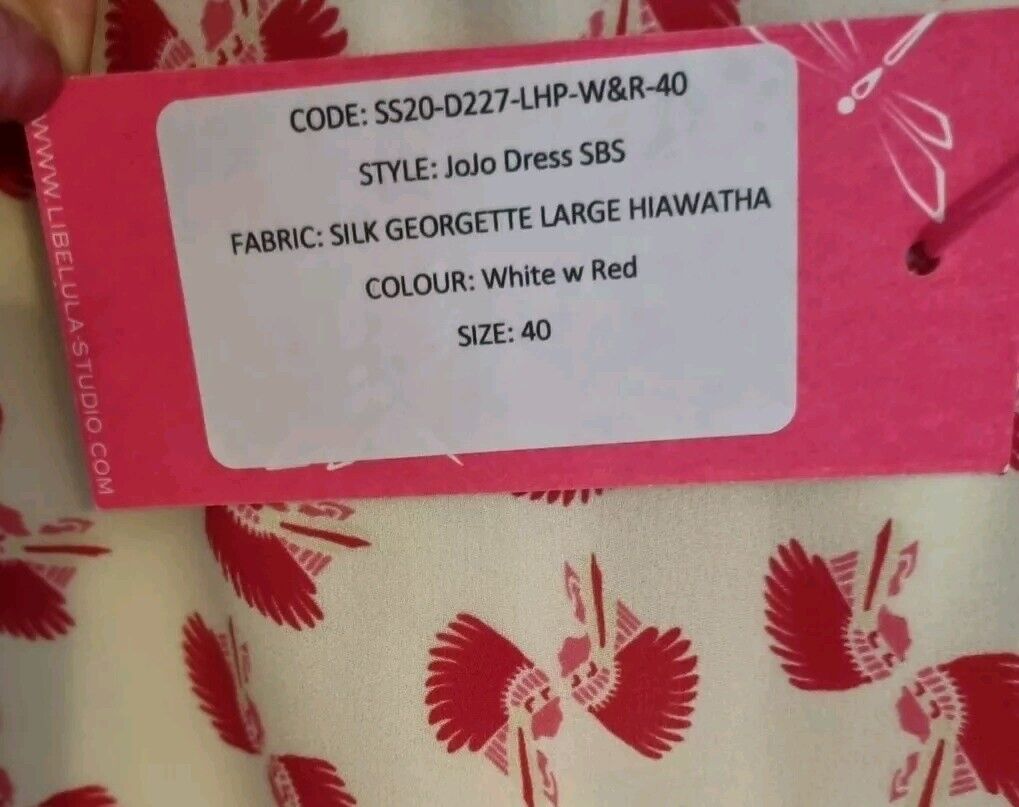 CODE: SS20-D227-LHP-W&R-40
STYLE: JoJo Dress SBS
FABRIC: SILK GEORGETTE LARGE HIAWATHA
COLOUR: White w Red
SIZE: 40
WWW.LIBELULA-STUDIO.COM